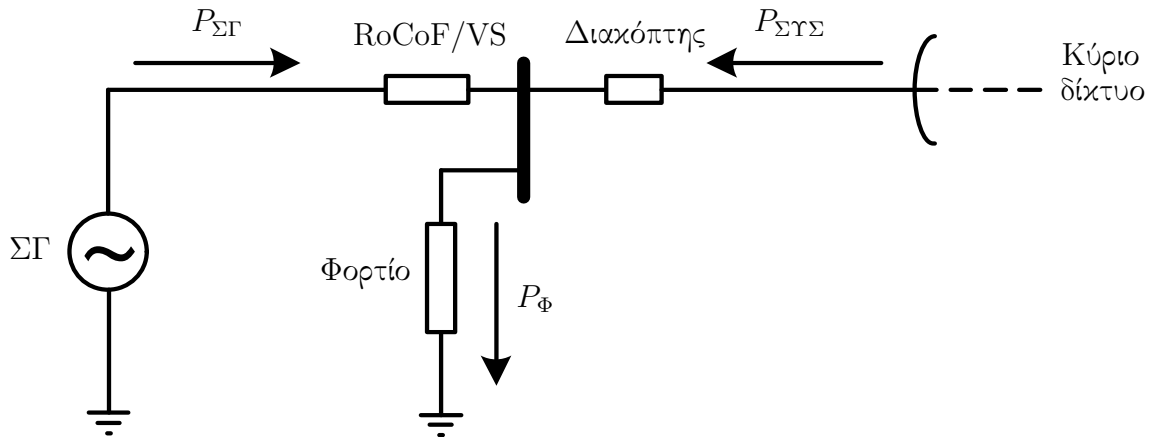 P_ΣΓ
RoCoF/VS
Διακόπτης
P_ΣΥΣ
Κύριο
δίκτυο
ΣΓ
Φορτίο
P_Φ